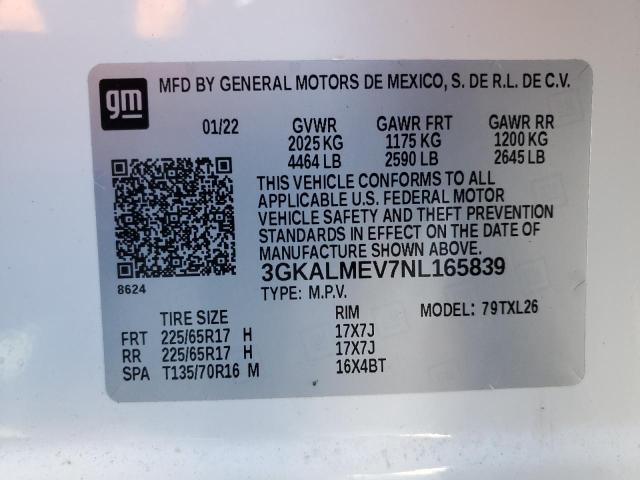 gm
MFD BY GENERAL MOTORS DE MEXICO, S. DE R.L. DE C.V.
01/22 GVWR GAWR FRT GAWR RR
2025 KG 1175 KG 1200 KG
4464 LB 2590 LB 2645 LB
THIS VEHICLE CONFORMS TO ALL
APPLICABLE U.S. FEDERAL MOTOR
VEHICLE SAFETY AND THEFT PREVENTION
STANDARDS IN EFFECT ON THE DATE OF
MANUFACTURE SHOWN ABOVE.
3GKALMEV7NL165839
8624
TYPE: M.P.V.
TIRE SIZE RIM MODEL: 79TXL26
FRT 225/65R17 H 17X7J
RR 225/65R17 H 17X7J
SPA T135/70R16 M 16X4BT